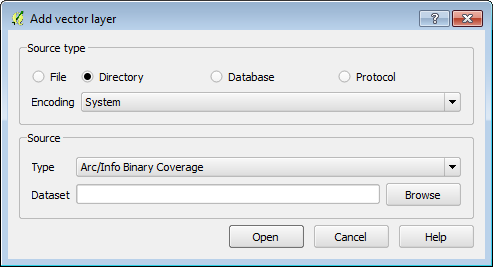 Add vector layer
?
Source type
File Directory Database Protocol
Encoding System
Source
Type Arc/Info Binary Coverage
Dataset Browse
Open Cancel Help